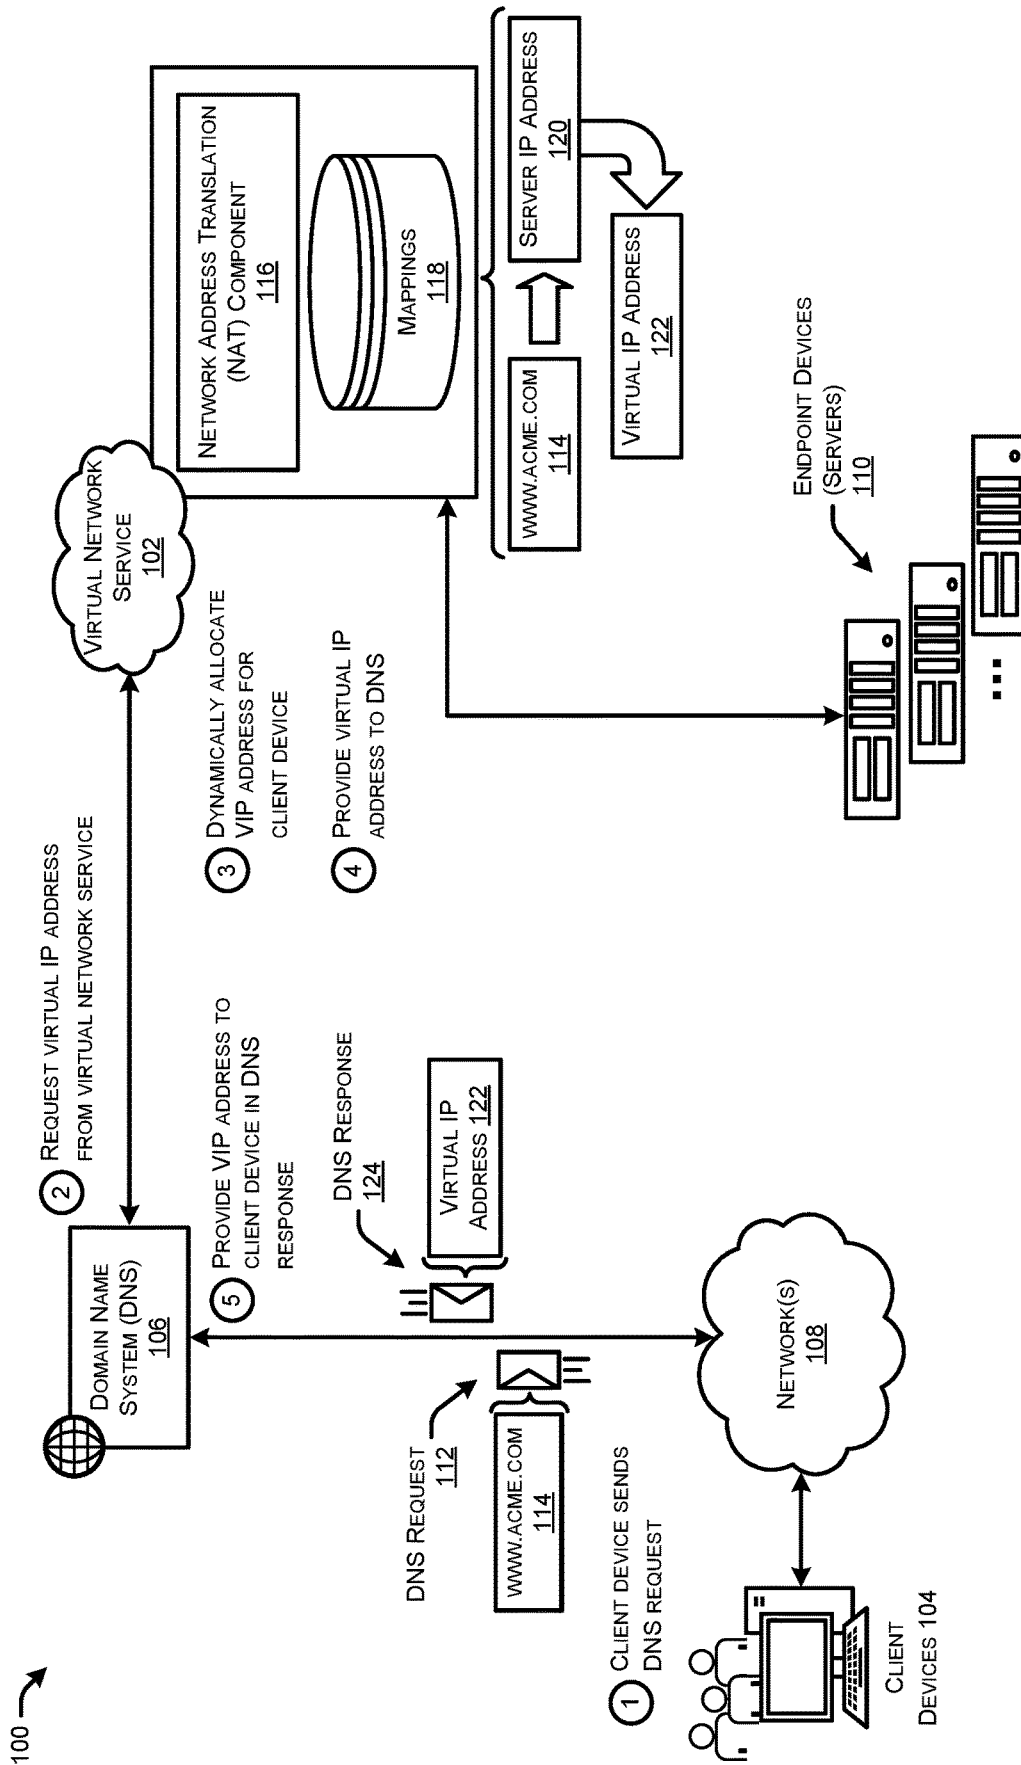 100
2
REQUEST VIRTUAL IP ADDRESS
FROM VIRTUAL NETWORK SERVICE
DOMAIN NAME
SYSTEM (DNS)
106
VIRTUAL NETWORK
SERVICE
102
5
PROVIDE VIP ADDRESS TO
CLIENT DEVICE IN DNS
RESPONSE
3
DYNAMICALLY ALLOCATE
VIP ADDRESS FOR
CLIENT DEVICE
4
PROVIDE VIRTUAL IP
ADDRESS TO DNS
NETWORK ADDRESS TRANSLATION
(NAT) COMPONENT
116
MAPPINGS
118
DNS REQUEST
112
WWW.ACME.COM
114
DNS RESPONSE
124
VIRTUAL IP
ADDRESS 122
WWW.ACME.COM
114
SERVER IP ADDRESS
120
VIRTUAL IP ADDRESS
122
1
CLIENT DEVICE SENDS
DNS REQUEST
CLIENT
DEVICES 104
NETWORK(S)
108
ENDPOINT DEVICES
(SERVERS)
110